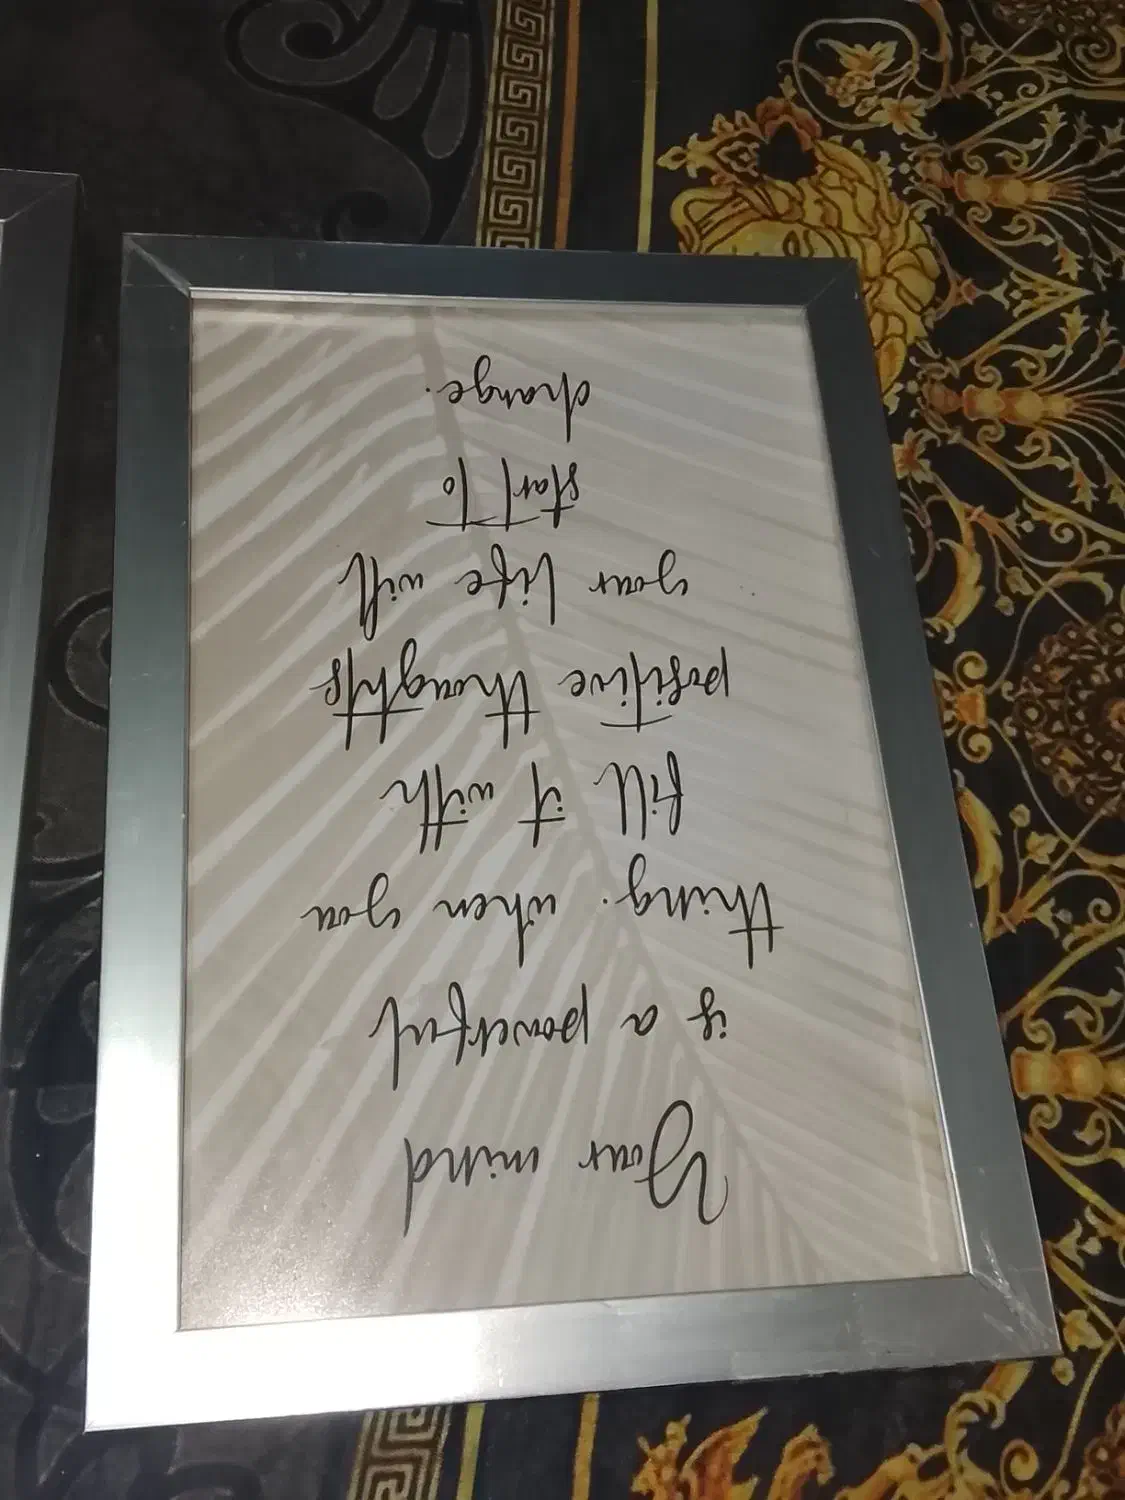 Your mind
is a powerful
thing. when you
fill it with
positive thoughts
your life will
start to
change.